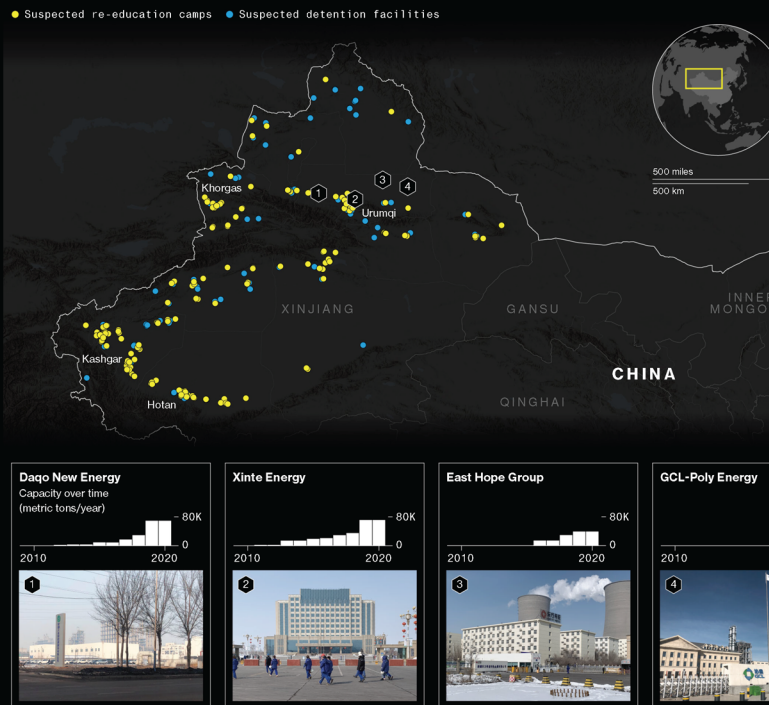 Suspected re-education camps Suspected detention facilities
500 miles
500 km
Khorgas
1
2
3
4
Urumqi
XINJIANG
GANSU
INNER
MONGO
Kashgar
CHINA
QINGHAI
Hotan
Daqo New Energy
Capacity over time
(metric tons/year)
80K
0
2010 2020
1
Xinte Energy
80K
0
2010 2020
2
East Hope Group
80K
0
2010 2020
3
GCL-Poly Energy
2010
4